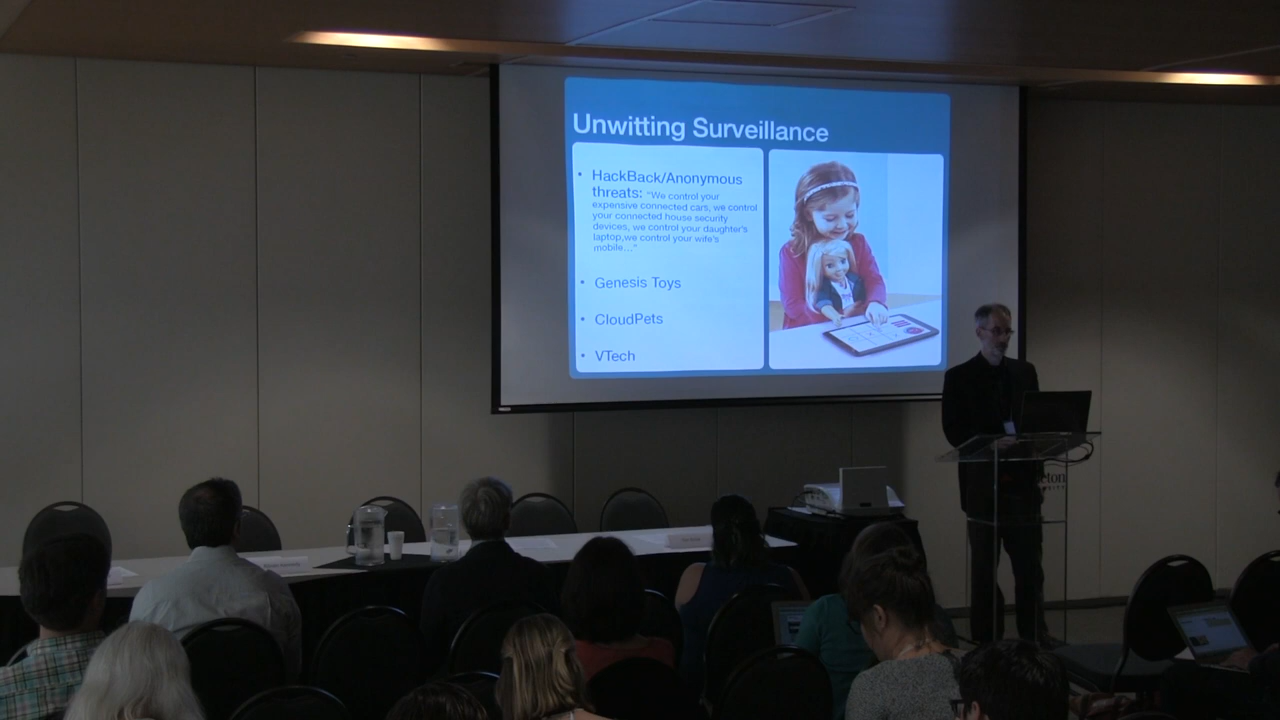 Unwitting Surveillance
• HackBack/Anonymous
threats: “We control your
expensive connected cars, we control
your connected house security
devices, we control your daughter's
laptop,we control your wife's
mobile…”
• Genesis Toys
• CloudPets
• VTech